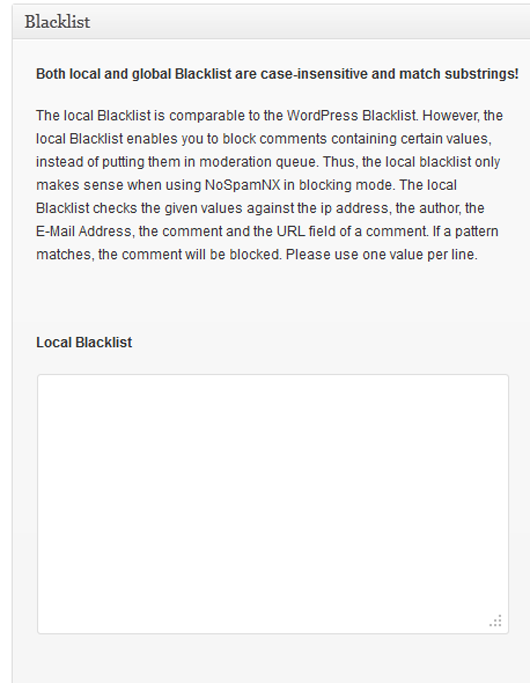 Blacklist
Both local and global Blacklist are case-insensitive and match substrings!
The local Blacklist is comparable to the WordPress Blacklist. However, the
local Blacklist enables you to block comments containing certain values,
instead of putting them in moderation queue. Thus, the local blacklist only
makes sense when using NoSpamNX in blocking mode. The local
Blacklist checks the given values against the ip address, the author, the
E-Mail Address, the comment and the URL field of a comment. If a pattern
matches, the comment will be blocked. Please use one value per line.
Local Blacklist